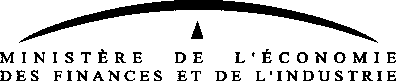 MINISTÈRE DE L'ÉCONOMIE
DES FINANCES ET DE L'INDUSTRIE